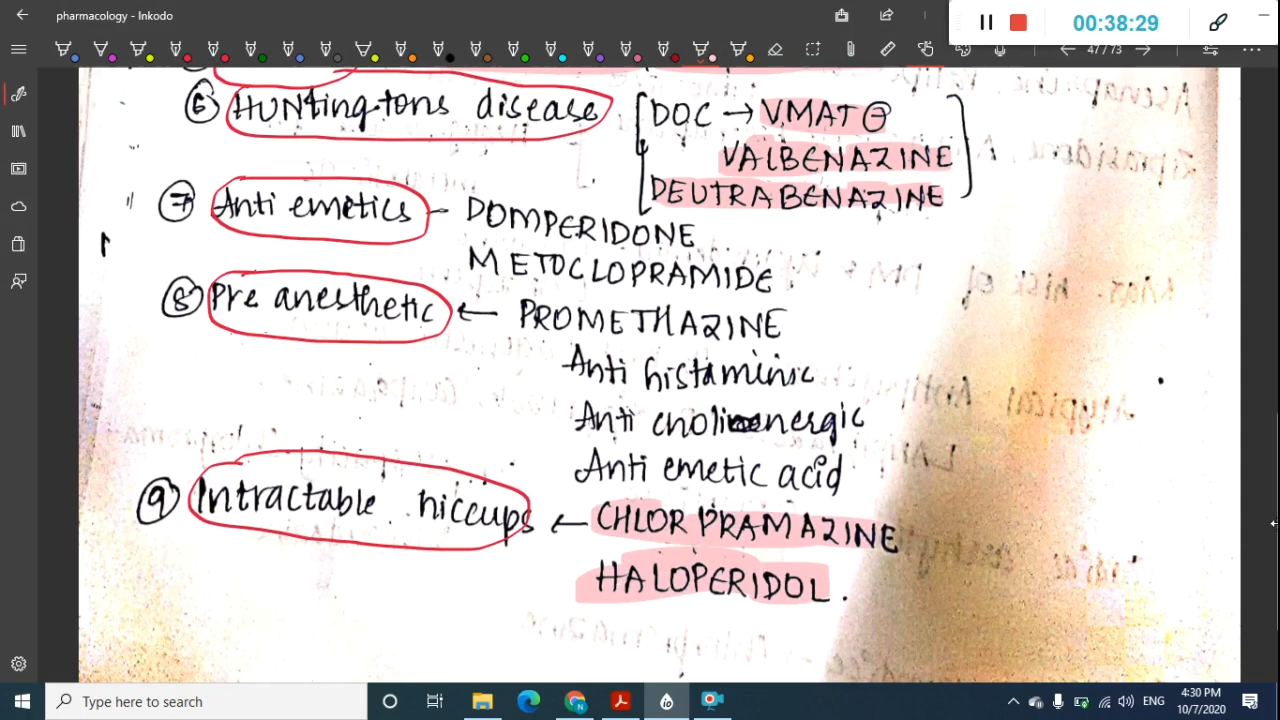 pharmacology - Inkodo
00:38:29
47 / 73
⑥ HUNtingtons disease [DOC → VMAT ⊖
VALBENAZINE
DEUTRABENAZINE]
⑦ Anti emetics - DOMPERIDONE
METOCLOPRAMIDE
⑧ Pre anesthetic ← PROMETHAZINE
Anti histaminic
Anti cholinenergic
Anti emetic acid
⑨ Intractable hiccups ← CHLOR PRAMAZINE
HALOPERIDOL.
Type here to search
ENG
4:30 PM
10/7/2020